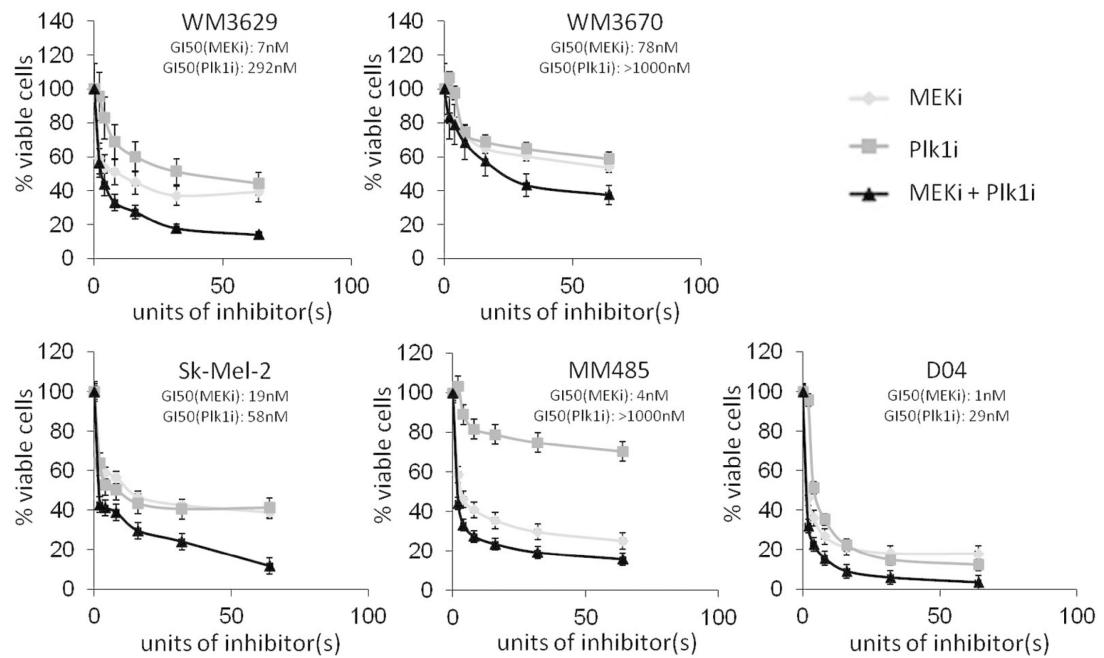 WM3629
GI50(MEKi): 7nM
GI50(Plk1i): 292nM
% viable cells
140
120
100
80
60
40
20
0
0 50 100
units of inhibitor(s)
WM3670
GI50(MEKi): 78nM
GI50(Plk1i): >1000nM
% viable cells
140
120
100
80
60
40
20
0
0 50 100
units of inhibitor(s)
MEKi
Plk1i
MEKi + Plk1i
Sk-Mel-2
GI50(MEKi): 19nM
GI50(Plk1i): 58nM
% viable cells
120
100
80
60
40
20
0
0 50 100
units of inhibitor(s)
MM485
GI50(MEKi): 4nM
GI50(Plk1i): >1000nM
% viable cells
120
100
80
60
40
20
0
0 50 100
units of inhibitor(s)
D04
GI50(MEKi): 1nM
GI50(Plk1i): 29nM
% viable cells
120
100
80
60
40
20
0
0 50 100
units of inhibitor(s)